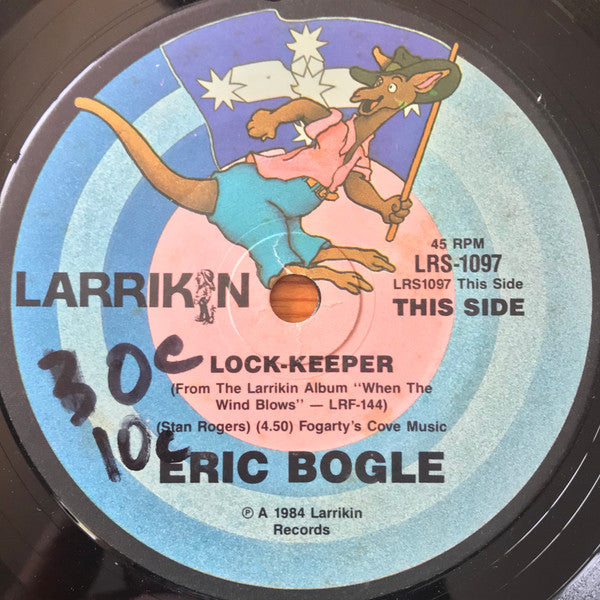 45 RPM
LRS-1097
LRS1097 This Side
THIS SIDE
LARRIKIN
LOCK-KEEPER
(From The Larrikin Album "When The
Wind Blows" — LRF-144)
(Stan Rogers) (4.50) Fogarty's Cove Music
30c
10c
ERIC BOGLE
Ⓟ A 1984 Larrikin
Records